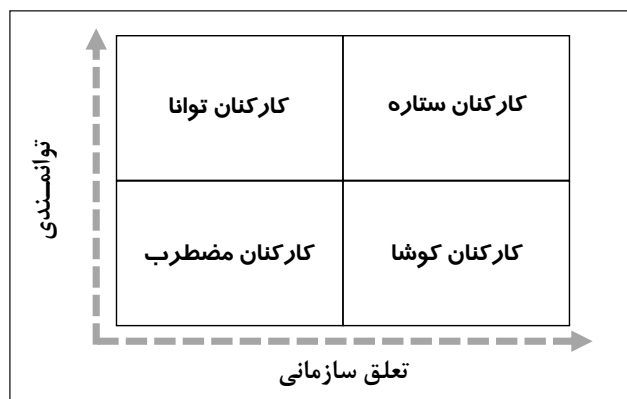 کارکنان ستاره
کارکنان توانا
توانمندی
کارکنان کوشا
کارکنان مضطرب
تعلق سازمانی